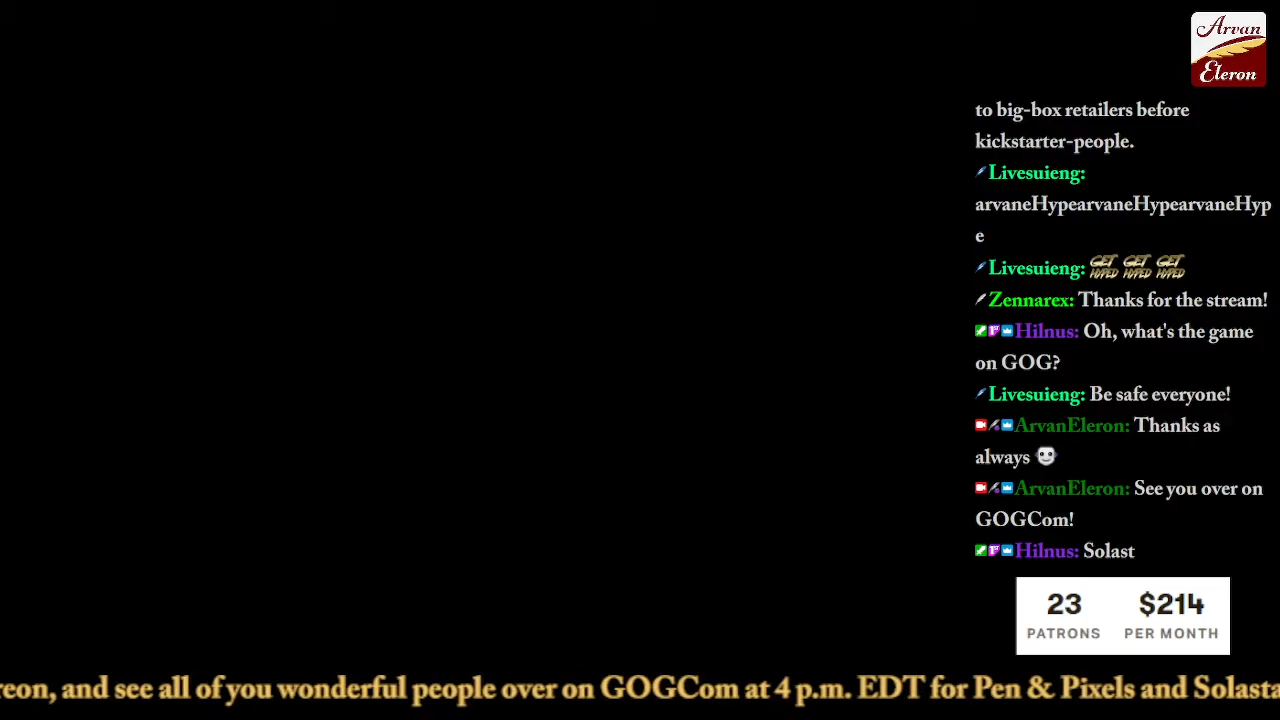 Arvan
Eleron
to big-box retailers before
kickstarter-people.
Livesuieng:
arvaneHypearvaneHypearvaneHyp
e
Livesuieng: GET HYPED GET HYPED GET HYPED
Zennarex: Thanks for the stream!
Hilnus: Oh, what's the game
on GOG?
Livesuieng: Be safe everyone!
ArvanEleron: Thanks as
always
ArvanEleron: See you over on
GOGCom!
Hilnus: Solast
23 $214
PATRONS PER MONTH
reon, and see all of you wonderful people over on GOGCom at 4 p.m. EDT for Pen & Pixels and Solasta